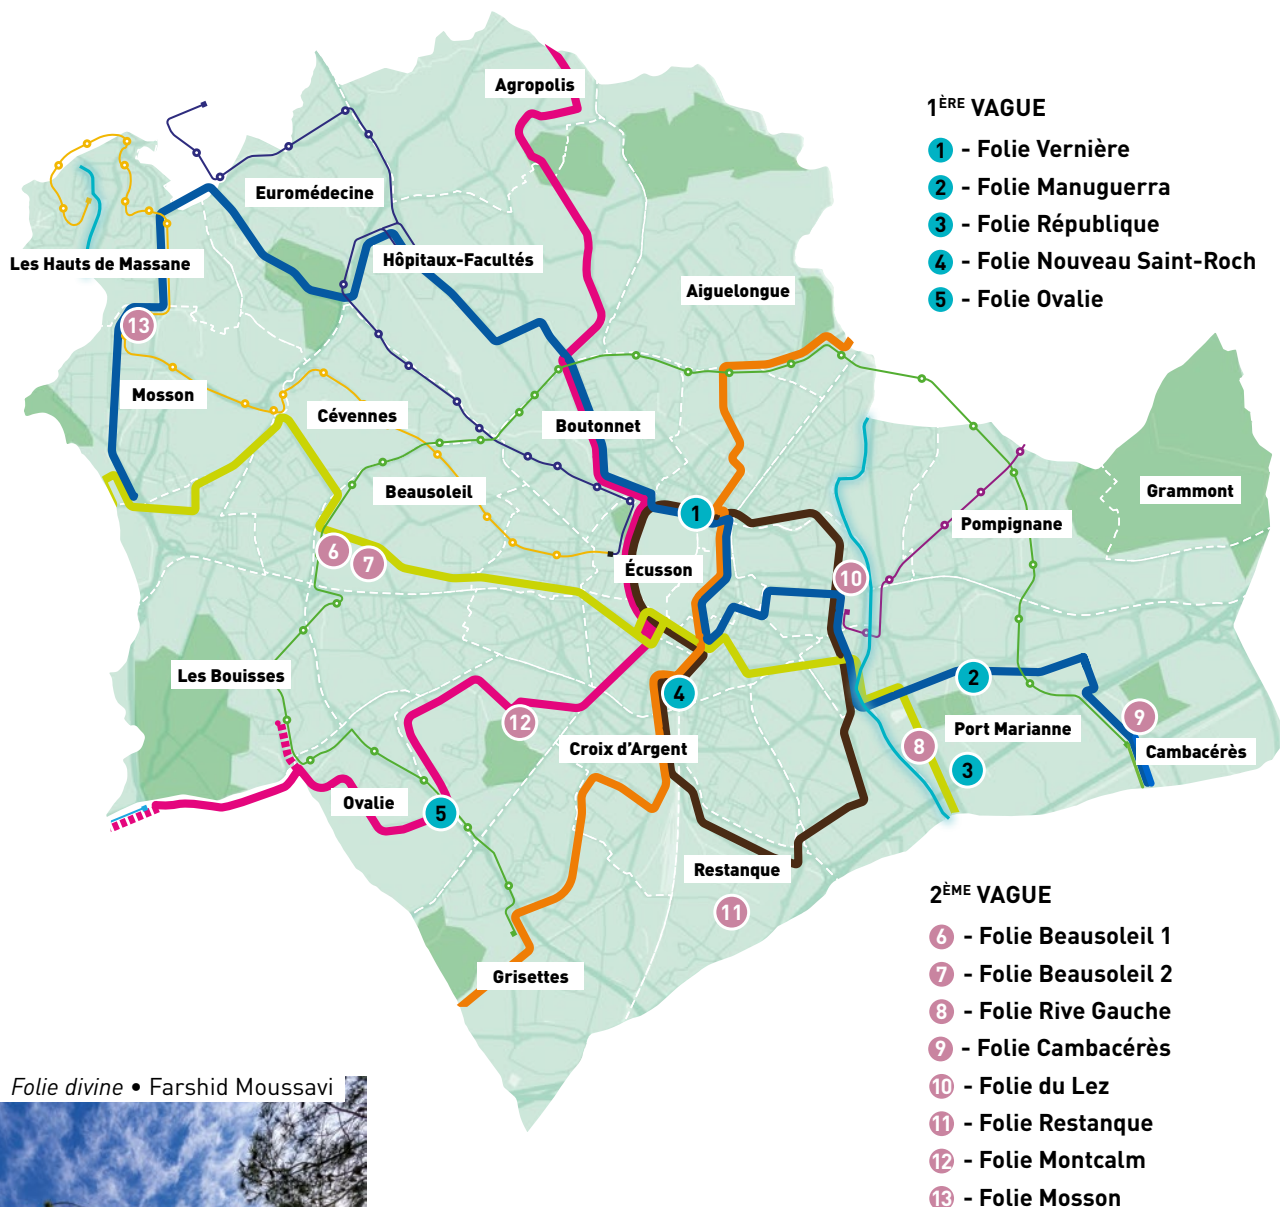 Agropolis
1ÈRE VAGUE
1 - Folie Vernière
2 - Folie Manuguerra
3 - Folie République
4 - Folie Nouveau Saint-Roch
5 - Folie Ovalie
Euromédecine
Les Hauts de Massane
Hôpitaux-Facultés
Aiguelongue
13
Mosson
Cévennes
Boutonnet
Beausoleil
Grammont
Pompignane
1
6
7
Écusson
10
Les Bouisses
4
2
12
Croix d'Argent
Port Marianne
9
8
3
Cambacérès
Ovalie
5
Restanque
11
Grisettes
2ÈME VAGUE
6 - Folie Beausoleil 1
7 - Folie Beausoleil 2
8 - Folie Rive Gauche
9 - Folie Cambacérès
10 - Folie du Lez
11 - Folie Restanque
12 - Folie Montcalm
13 - Folie Mosson
Folie divine • Farshid Moussavi